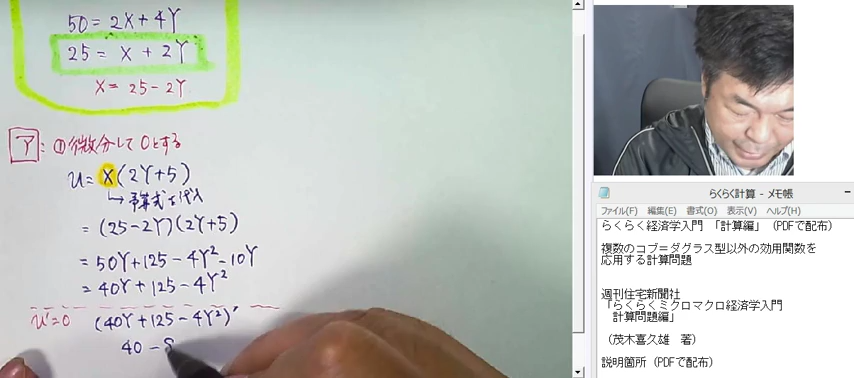 50 = 2X + 4Y
25 = X + 2Y
X = 25 - 2Y
ア : ① 微分して0とする
U = X(2Y+5)
↳ 予算式を代入
= (25-2Y)(2Y+5)
= 50Y + 125 - 4Y² - 10Y
= 40Y + 125 - 4Y²
U' = 0 (40Y + 125 - 4Y²)'
40 - 8
らくらく計算 - メモ帳
ファイル(F) 編集(E) 書式(O) 表示(V) ヘルプ(H)
らくらく経済学入門 「計算編」（PDFで配布）
複数のコブ＝ダグラス型以外の効用関数を
応用する計算問題
週刊住宅新聞社
「らくらくミクロマクロ経済学入門
計算問題編」
（茂木喜久雄 著）
説明箇所（PDFで配布）